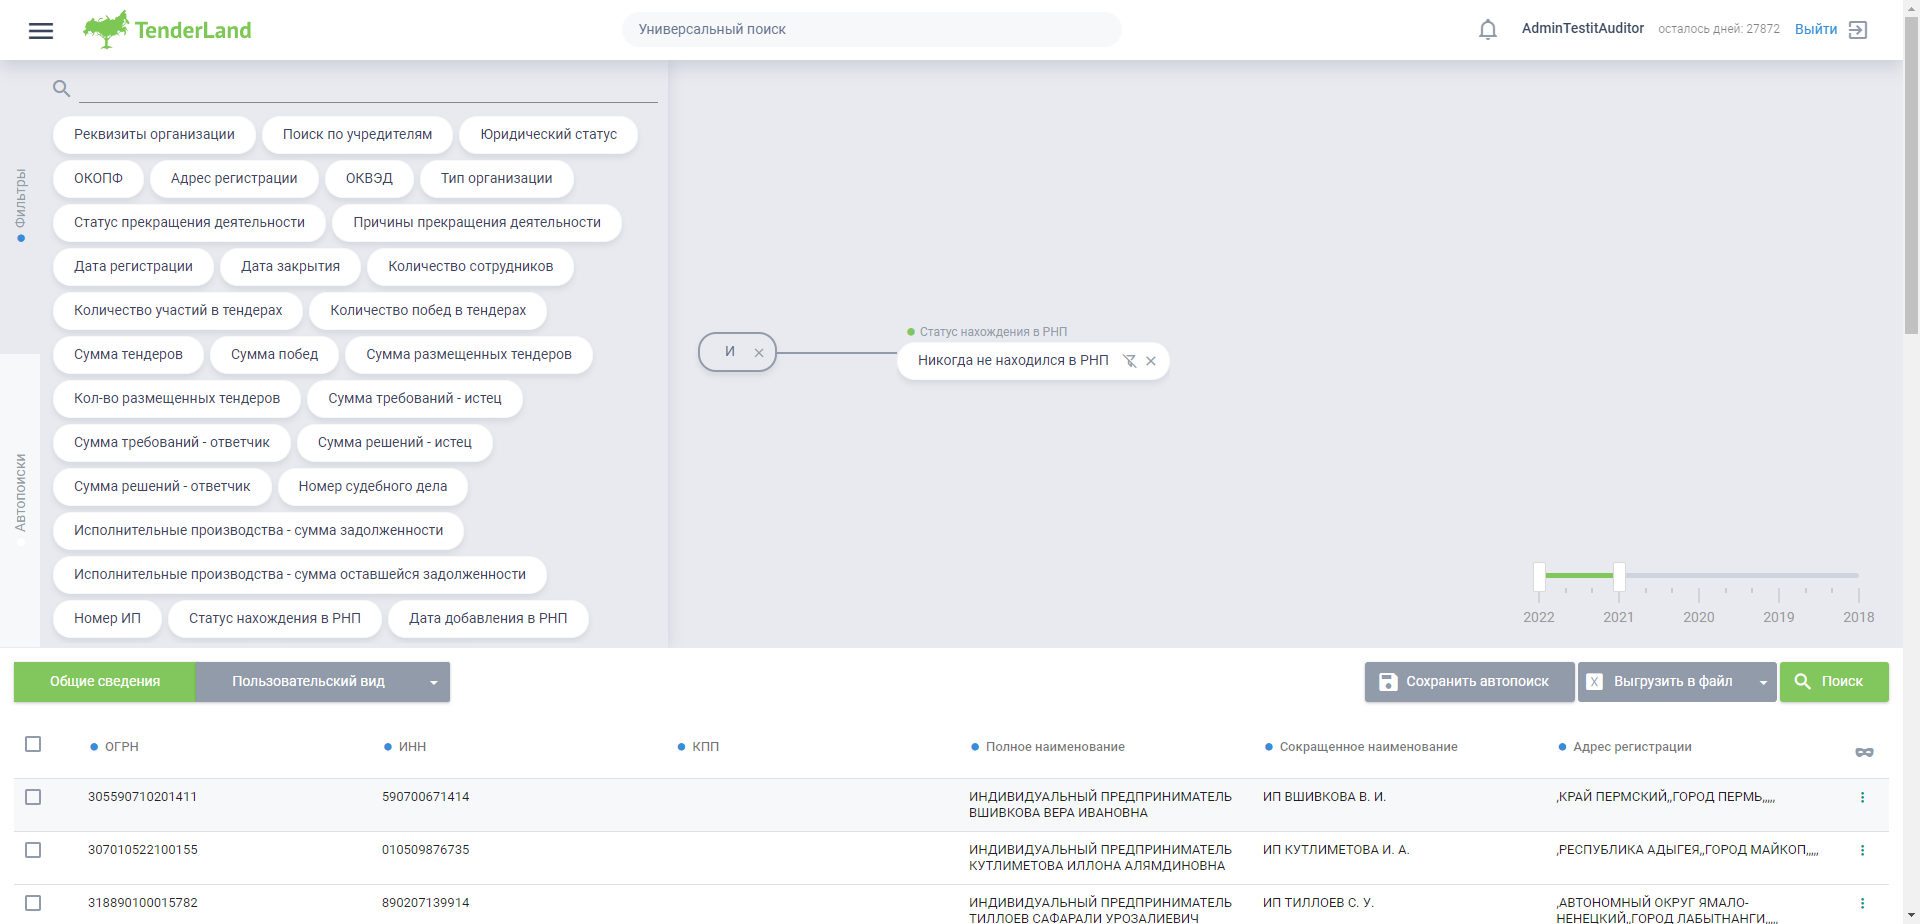 TenderLand
Универсальный поиск
AdminTestitAuditor
осталось дней: 27872
Выйти
Фильтры
Автопоиски
Реквизиты организации
Поиск по учредителям
Юридический статус
ОКОПФ
Адрес регистрации
ОКВЭД
Тип организации
Статус прекращения деятельности
Причины прекращения деятельности
Дата регистрации
Дата закрытия
Количество сотрудников
Количество участий в тендерах
Количество побед в тендерах
Сумма тендеров
Сумма побед
Сумма размещенных тендеров
Кол-во размещенных тендеров
Сумма требований - истец
Сумма требований - ответчик
Сумма решений - истец
Сумма решений - ответчик
Номер судебного дела
Исполнительные производства - сумма задолженности
Исполнительные производства - сумма оставшейся задолженности
Номер ИП
Статус нахождения в РНП
Дата добавления в РНП
И
Статус нахождения в РНП
Никогда не находился в РНП
2022 2021 2020 2019 2018
Общие сведения
Пользовательский вид
Сохранить автопоиск
X
Выгрузить в файл
Поиск
ОГРН ИНН КПП Полное наименование Сокращенное наименование Адрес регистрации
305590710201411 590700671414 ИНДИВИДУАЛЬНЫЙ ПРЕДПРИНИМАТЕЛЬ ИП ВШИВКОВА В. И. ,КРАЙ ПЕРМСКИЙ,,ГОРОД ПЕРМЬ,,,,,
ВШИВКОВА ВЕРА ИВАНОВНА
307010522100155 010509876735 ИНДИВИДУАЛЬНЫЙ ПРЕДПРИНИМАТЕЛЬ ИП КУТЛИМЕТОВА И. А. ,РЕСПУБЛИКА АДЫГЕЯ,,ГОРОД МАЙКОП,,,,,
КУТЛИМЕТОВА ИЛЛОНА АЛЯМДИНОВНА
318890100015782 890207139914 ИНДИВИДУАЛЬНЫЙ ПРЕДПРИНИМАТЕЛЬ ИП ТИЛЛОЕВ С. У. ,АВТОНОМНЫЙ ОКРУГ ЯМАЛО-
ТИЛЛОЕВ САФАРАЛИ УРОЗАЛИЕВИЧ НЕНЕЦКИЙ,,ГОРОД ЛАБЫТНАНГИ,,,,,